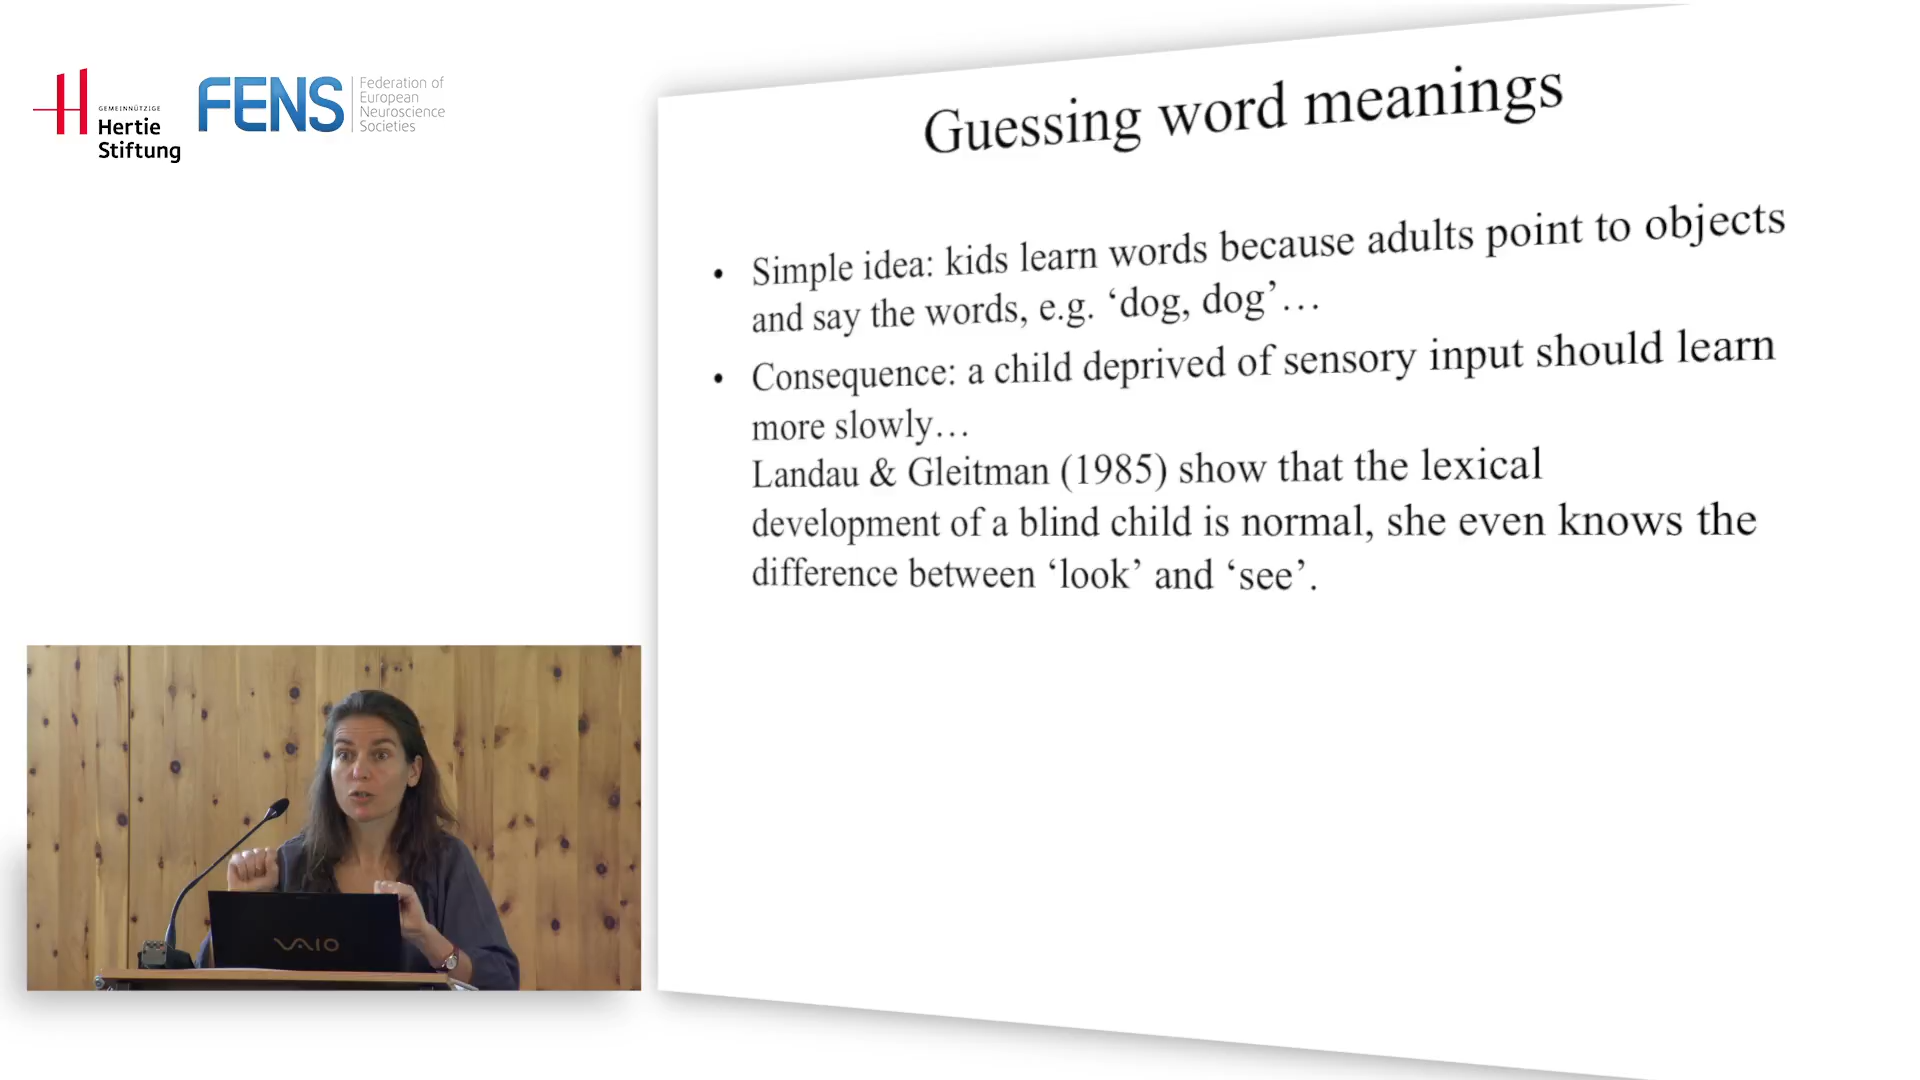 GEMEINNÜTZIGE
Hertie
Stiftung
FENS
Federation of
European
Neuroscience
Societies
Guessing word meanings
• Simple idea: kids learn words because adults point to objects
and say the words, e.g. ‘dog, dog’…
• Consequence: a child deprived of sensory input should learn
more slowly…
Landau & Gleitman (1985) show that the lexical
development of a blind child is normal, she even knows the
difference between ‘look’ and ‘see’.
VAIO